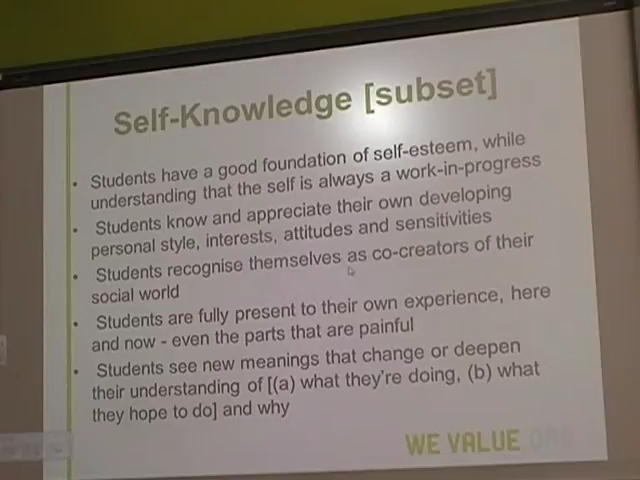 Self-Knowledge [subset]
• Students have a good foundation of self-esteem, while
understanding that the self is always a work-in-progress
• Students know and appreciate their own developing
personal style, interests, attitudes and sensitivities
• Students recognise themselves as co-creators of their
social world
• Students are fully present to their own experience, here
and now - even the parts that are painful
• Students see new meanings that change or deepen
their understanding of [(a) what they're doing, (b) what
they hope to do] and why
WE VALUE